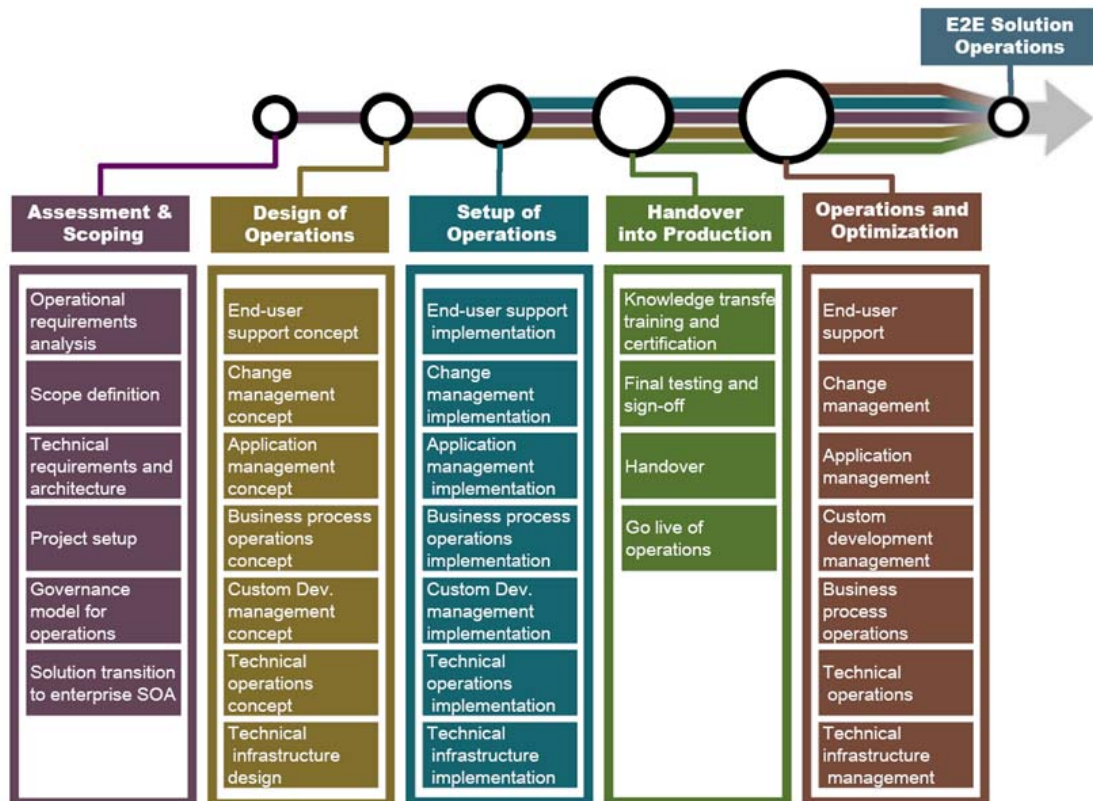 E2E Solution
Operations
Assessment &
Scoping
Operational
requirements
analysis
Scope definition
Technical
requirements and
architecture
Project setup
Governance
model for
operations
Solution transition
to enterprise SOA
Design of
Operations
End-user
support concept
Change
management
concept
Application
management
concept
Business process
operations
concept
Custom Dev.
management
concept
Technical
operations
concept
Technical
infrastructure
design
Setup of
Operations
End-user support
implementation
Change
management
implementation
Application
management
implementation
Business process
operations
implementation
Custom Dev.
management
implementation
Technical
operations
implementation
Technical
infrastructure
implementation
Handover
into Production
Knowledge transfe
training and
certification
Final testing and
sign-off
Handover
Go live of
operations
Operations and
Optimization
End-user
support
Change
management
Application
management
Custom
development
management
Business
process
operations
Technical
operations
Technical
infrastructure
management